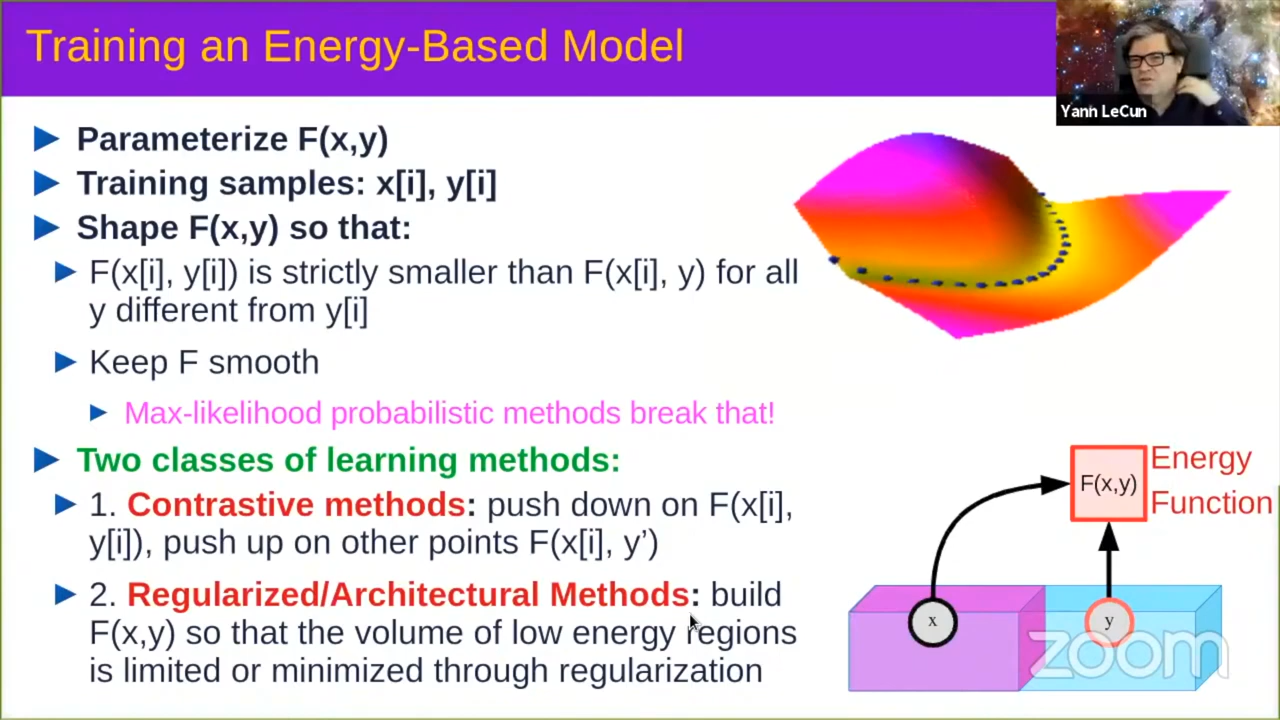 Training an Energy-Based Model
Yann LeCun
Parameterize F(x,y)
Training samples: x[i], y[i]
Shape F(x,y) so that:
F(x[i], y[i]) is strictly smaller than F(x[i], y) for all
y different from y[i]
Keep F smooth
Max-likelihood probabilistic methods break that!
Two classes of learning methods:
1. Contrastive methods: push down on F(x[i],
y[i]), push up on other points F(x[i], y’)
2. Regularized/Architectural Methods: build
F(x,y) so that the volume of low energy regions
is limited or minimized through regularization
F(x,y)
Energy
Function
x
y
zoom